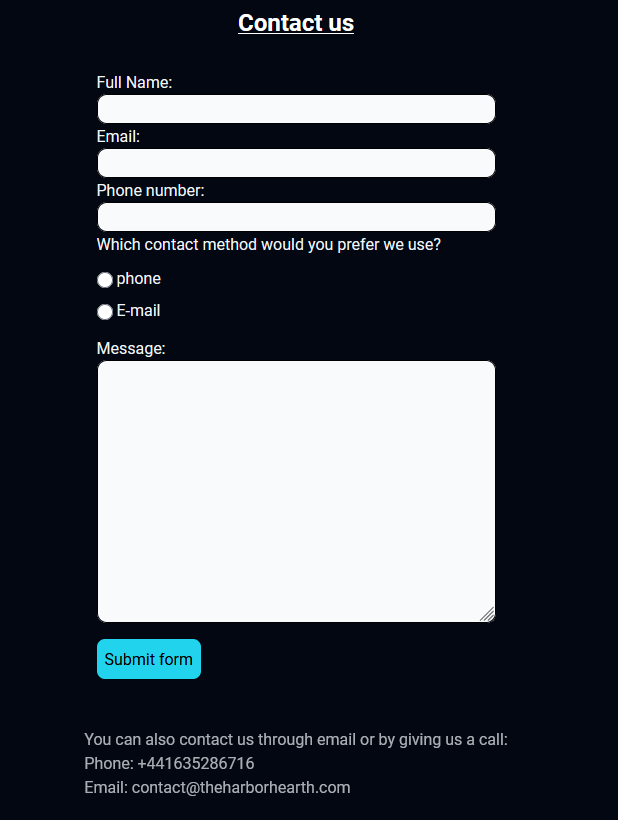 Contact us
Full Name:
Email:
Phone number:
Which contact method would you prefer we use?
phone
E-mail
Message:
Submit form
You can also contact us through email or by giving us a call:
Phone: +441635286716
Email: contact@theharborhearth.com